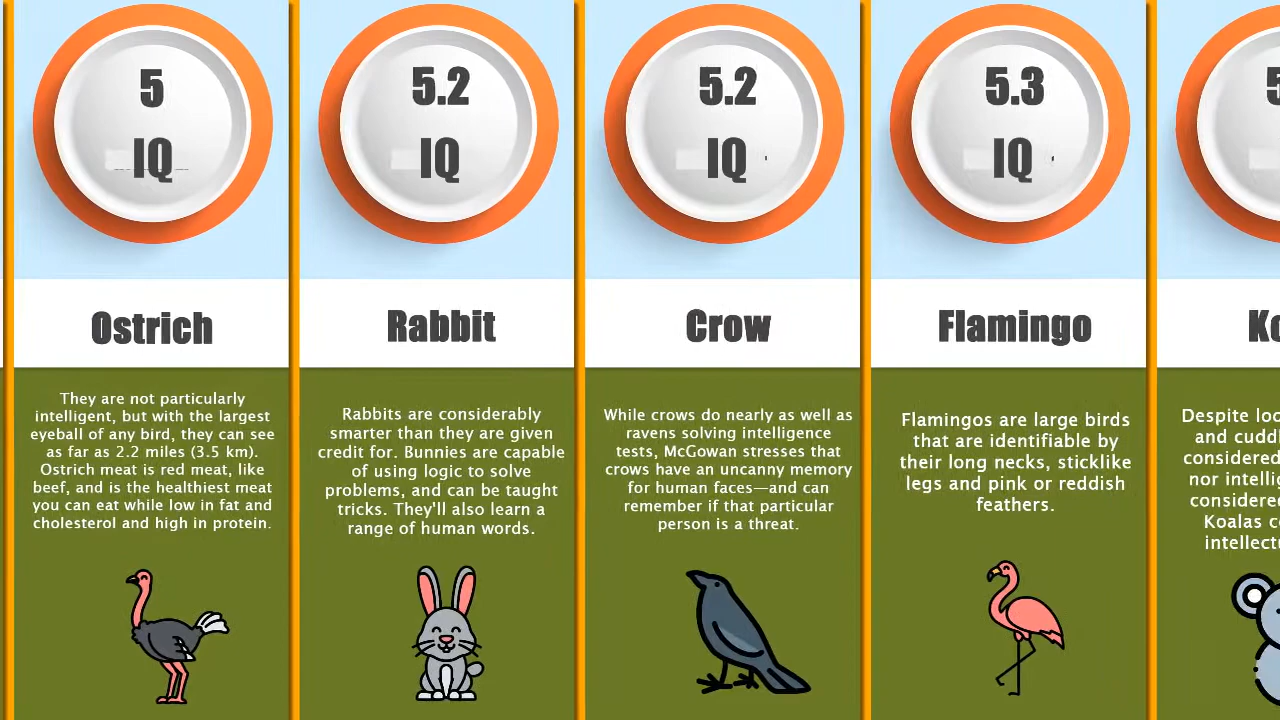 5
IQ
Ostrich
They are not particularly
intelligent, but with the largest
eyeball of any bird, they can see
as far as 2.2 miles (3.5 km).
Ostrich meat is red meat, like
beef, and is the healthiest meat
you can eat while low in fat and
cholesterol and high in protein.
5.2
IQ
Rabbit
Rabbits are considerably
smarter than they are given
credit for. Bunnies are capable
of using logic to solve
problems, and can be taught
tricks. They'll also learn a
range of human words.
5.2
IQ
Crow
While crows do nearly as well as
ravens solving intelligence
tests, McGowan stresses that
crows have an uncanny memory
for human faces—and can
remember if that particular
person is a threat.
5.3
IQ
Flamingo
Flamingos are large birds
that are identifiable by
their long necks, sticklike
legs and pink or reddish
feathers.
Despite
and
considered
nor
considered
Koalas